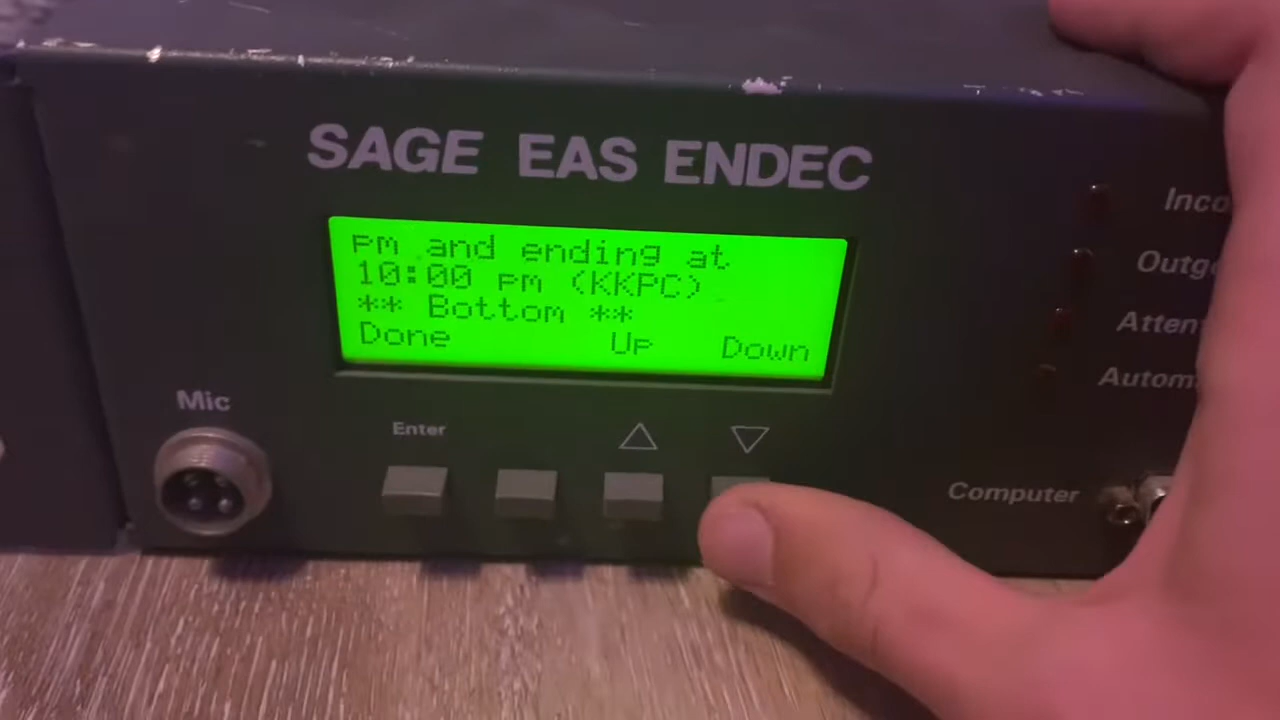 SAGE EAS ENDEC
pm and ending at
10:00 pm (KKPC)
** Bottom **
Done Up Down
Mic
Enter
Inco
Outg
Atten
Autom
Computer